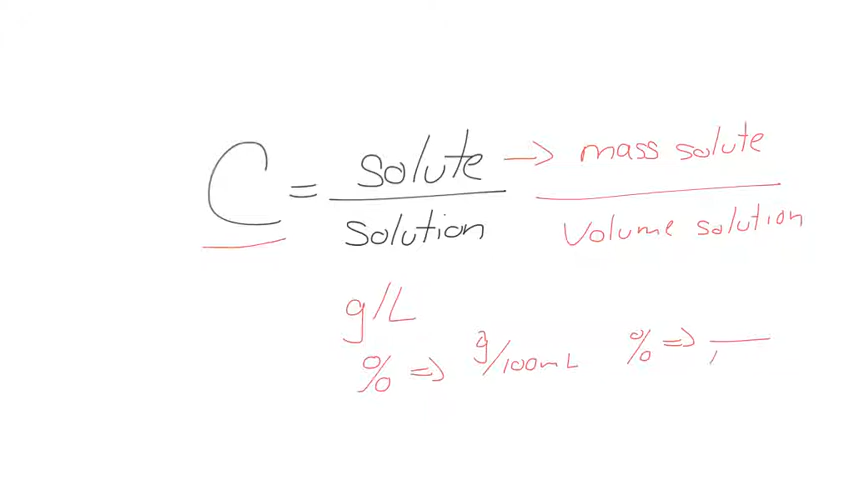 C = solute → mass solute
solution volume solution
g/L
% ⇒ g/100mL % ⇒